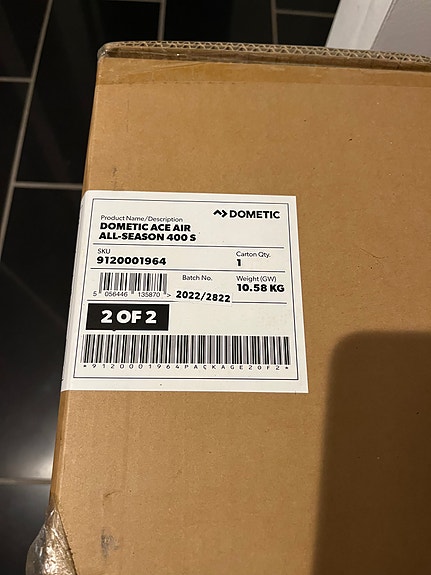 DOMETIC
Product Name/Description
DOMETIC ACE AIR
ALL-SEASON 400 S
SKU
9120001964
Carton Qty.
1
Batch No.
2022/2822
Weight (GW)
10.58 KG
5 056446 135870 >
2 OF 2
*9120001964PACKAGE2OF2*